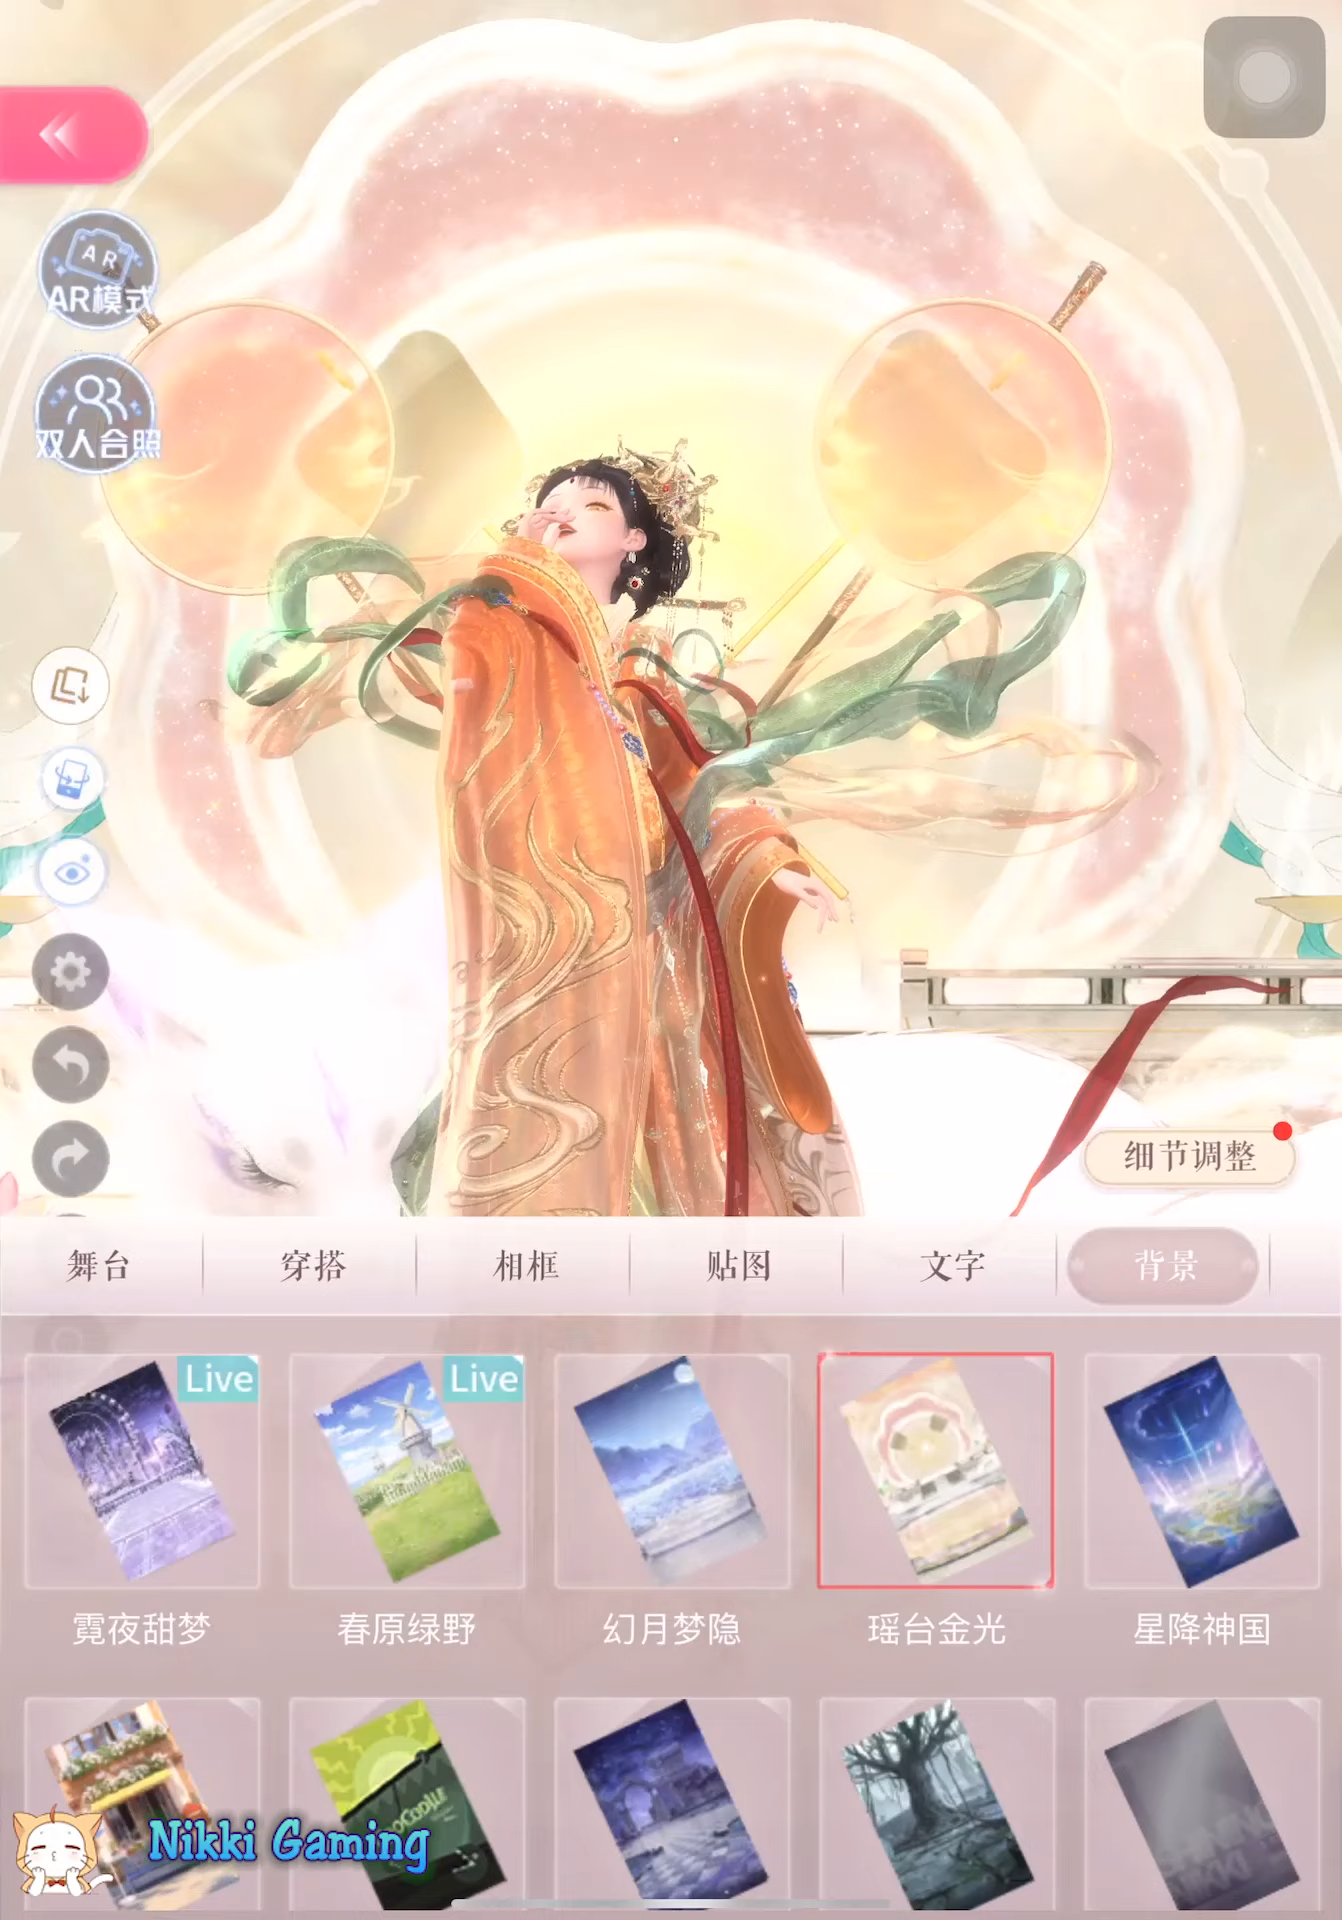 AR
AR模式
双人合照
细节调整
舞台
穿搭
相框
贴图
文字
背景
Live
Live
霓夜甜梦
春原绿野
幻月梦隐
瑶台金光
星降神国
NIKKI
Nikki Gaming